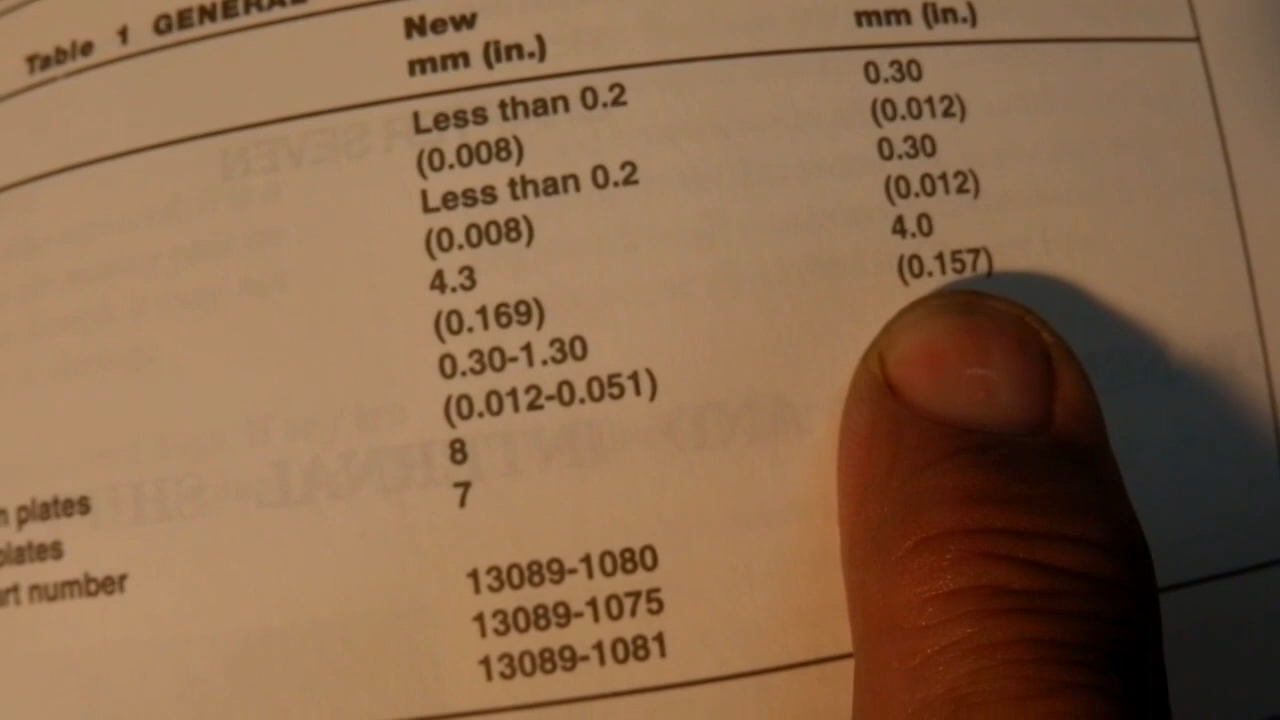 Table 1 GENERAL
New
mm (in.) mm (in.)
Less than 0.2 0.30
(0.008) (0.012)
Less than 0.2 0.30
(0.008) (0.012)
4.3 4.0
(0.169) (0.157)
0.30-1.30
(0.012-0.051)
8
plates 7
plates
number 13089-1080
13089-1075
13089-1081